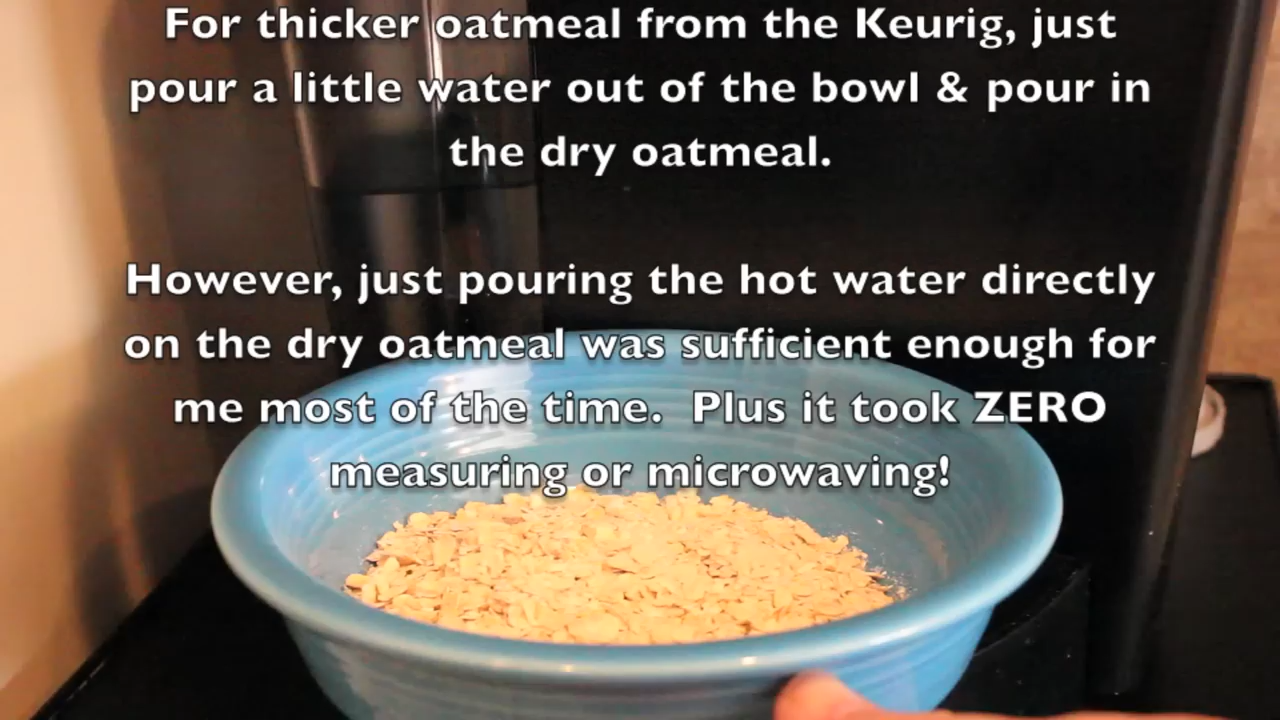 For thicker oatmeal from the Keurig, just
pour a little water out of the bowl & pour in
the dry oatmeal.
However, just pouring the hot water directly
on the dry oatmeal was sufficient enough for
me most of the time.  Plus it took ZERO
measuring or microwaving!